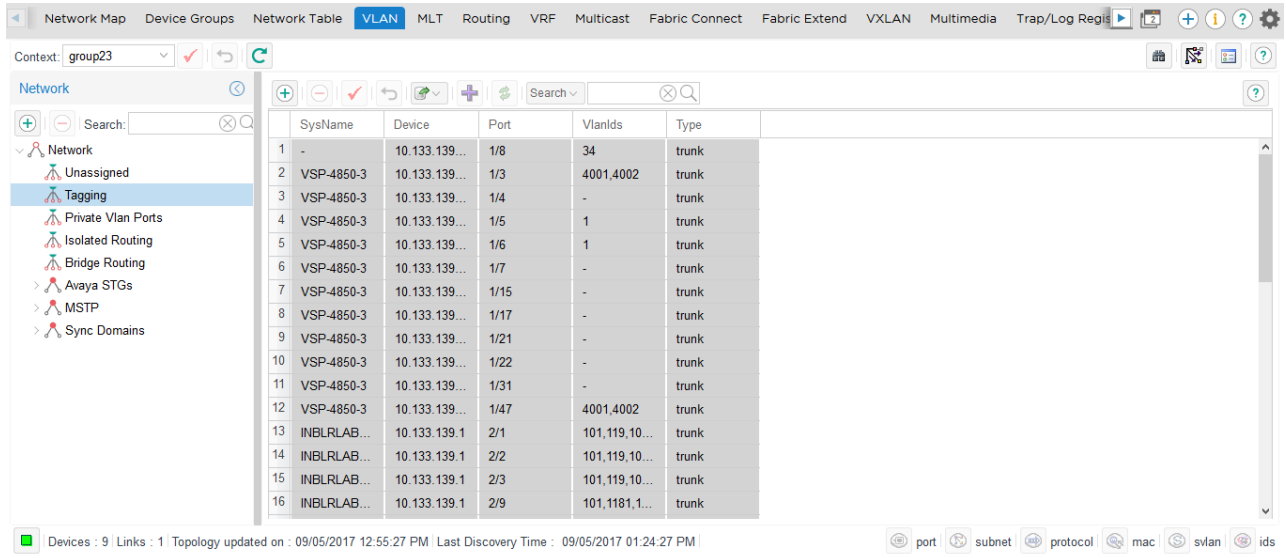 Network Map Device Groups Network Table VLAN MLT Routing VRF Multicast Fabric Connect Fabric Extend VXLAN Multimedia Trap/Log Regis 2
Context: group23
Network Search
Search: SysName Device Port VlanIds Type
Network 1 - 10.133.139... 1/8 34 trunk
Unassigned 2 VSP-4850-3 10.133.139... 1/3 4001,4002 trunk
Tagging 3 VSP-4850-3 10.133.139... 1/4 - trunk
Private Vlan Ports 4 VSP-4850-3 10.133.139... 1/5 1 trunk
Isolated Routing 5 VSP-4850-3 10.133.139... 1/6 1 trunk
Bridge Routing 6 VSP-4850-3 10.133.139... 1/7 - trunk
Avaya STGs 7 VSP-4850-3 10.133.139... 1/15 - trunk
MSTP 8 VSP-4850-3 10.133.139... 1/17 - trunk
Sync Domains 9 VSP-4850-3 10.133.139... 1/21 - trunk
10 VSP-4850-3 10.133.139... 1/22 - trunk
11 VSP-4850-3 10.133.139... 1/31 - trunk
12 VSP-4850-3 10.133.139... 1/47 4001,4002 trunk
13 INBLRLAB... 10.133.139.1 2/1 101,119,10... trunk
14 INBLRLAB... 10.133.139.1 2/2 101,119,10... trunk
15 INBLRLAB... 10.133.139.1 2/3 101,119,10... trunk
16 INBLRLAB... 10.133.139.1 2/9 101,1181,1... trunk
Devices : 9 Links : 1 Topology updated on : 09/05/2017 12:55:27 PM Last Discovery Time : 09/05/2017 01:24:27 PM port subnet protocol mac svlan ids